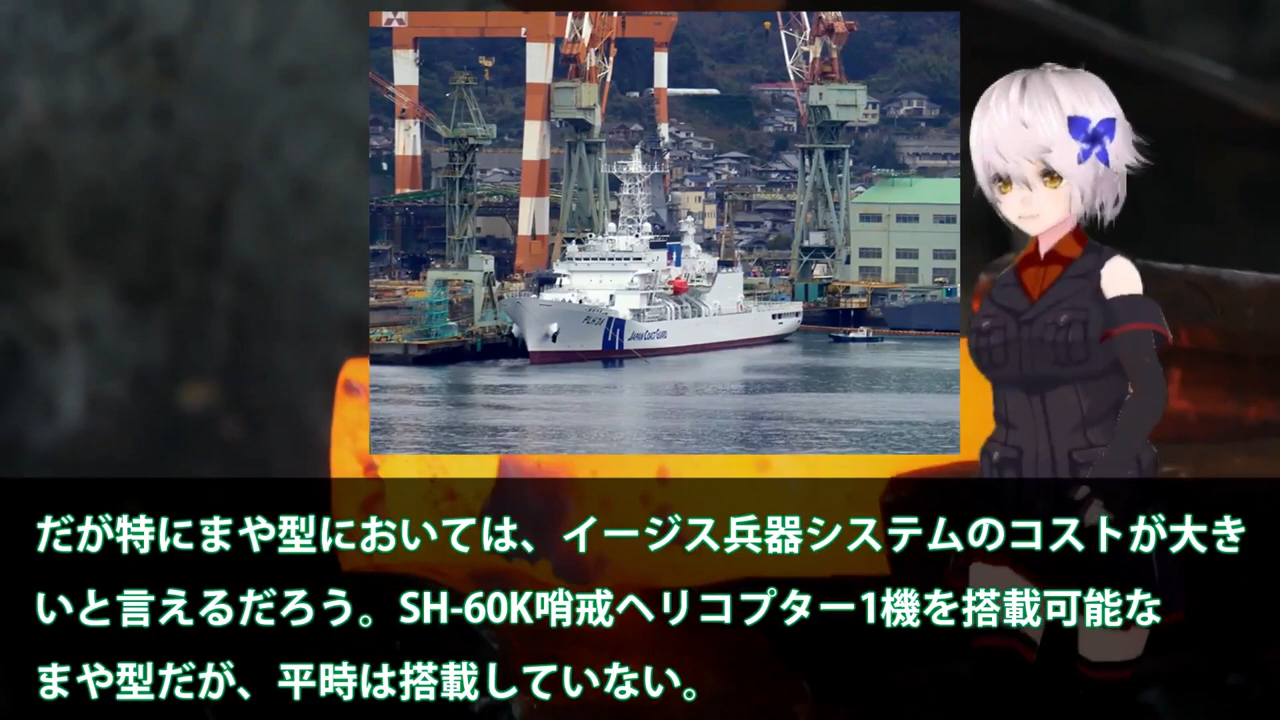 JAPAN COAST GUARD
だが特にまや型においては、イージス兵器システムのコストが大き
いと言えるだろう。SH-60K哨戒ヘリコプター1機を搭載可能な
まや型だが、平時は搭載していない。